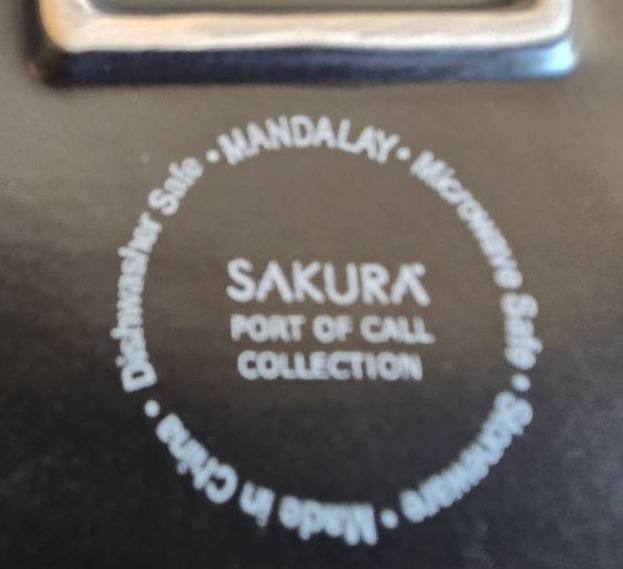 MANDALAY • Microwave Safe • Stoneware • Made in China • Dishwasher Safe •
SAKURA
PORT OF CALL
COLLECTION